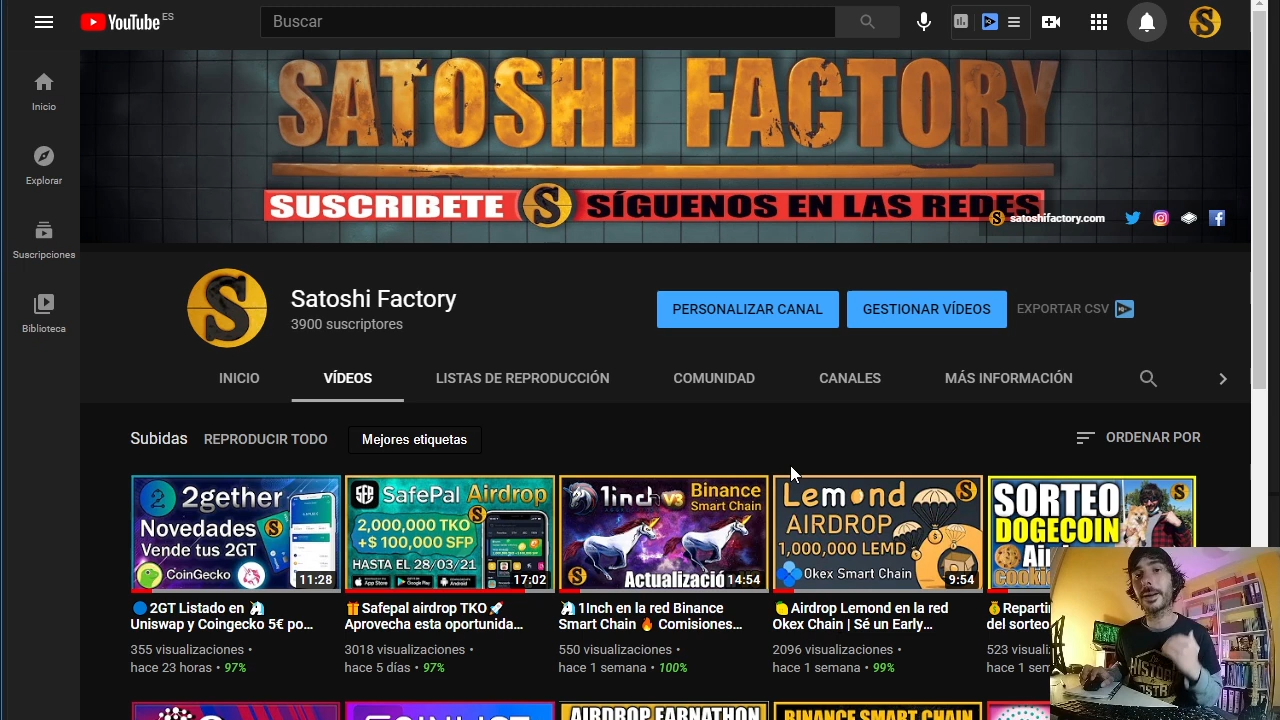 YouTube ES
Buscar
Inicio
Explorar
Suscripciones
Biblioteca
SATOSHI FACTORY
SUSCRIBETE S SÍGUENOS EN LAS REDES
satoshifactory.com
Satoshi Factory
3900 suscriptores
PERSONALIZAR CANAL
GESTIONAR VÍDEOS
EXPORTAR CSV
INICIO
VÍDEOS
LISTAS DE REPRODUCCIÓN
COMUNIDAD
CANALES
MÁS INFORMACIÓN
Subidas
REPRODUCIR TODO
Mejores etiquetas
ORDENAR POR
2gether
Novedades
Vende tus 2GT
CoinGecko
11:28
2GT Listado en
Uniswap y Coingecko 5€ po...
355 visualizaciones •
hace 23 horas • 97%
SafePal Airdrop
2,000,000 TKO
+$ 100,000 SFP
HASTA EL 28/03/21
App Store
Google Play
Android
17:02
Safepal airdrop TKO
Aprovecha esta oportunida...
3018 visualizaciones •
hace 5 días • 97%
1inch v3
Binance
Smart Chain
Actualizació
14:54
1Inch en la red Binance
Smart Chain 🔥 Comisiones...
550 visualizaciones •
hace 1 semana • 100%
Lemond
AIRDROP
1,000,000 LEMD
Okex Smart Chain
9:54
Airdrop Lemond en la red
Okex Chain | Sé un Early...
2096 visualizaciones •
hace 1 semana • 99%
SORTEO
DOGECOIN
Repartir
del sorteo
523 visualiz
hace 1 sem
COINLIST
AIRDROP EARNATHON
BINANCE SMART CHAIN
HISTOR